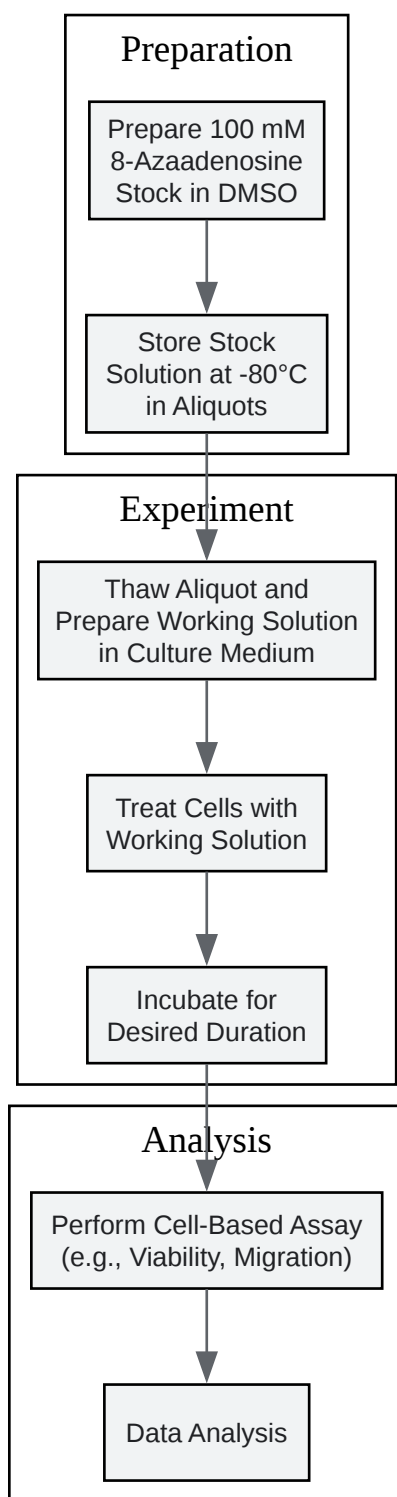 Preparation
Prepare 100 mM
8-Azaadenosine
Stock in DMSO
Store Stock
Solution at -80°C
in Aliquots
Experiment
Thaw Aliquot and
Prepare Working Solution
in Culture Medium
Treat Cells with
Working Solution
Incubate for
Desired Duration
Analysis
Perform Cell-Based Assay
(e.g., Viability, Migration)
Data Analysis